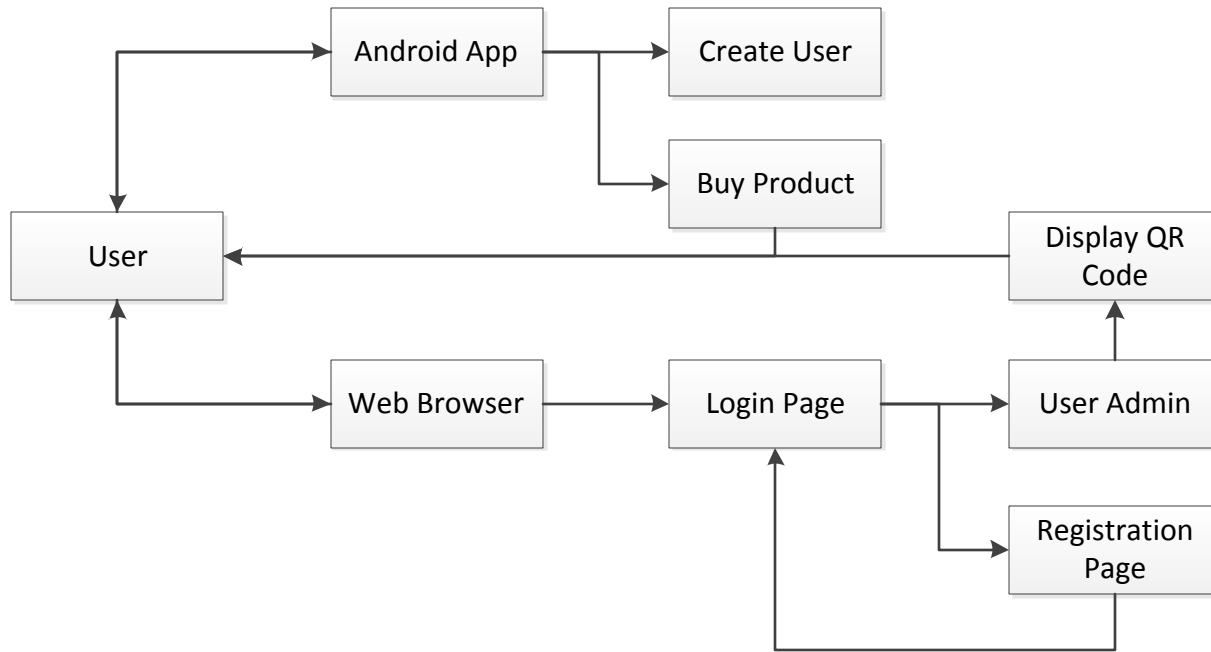 Android App
Create User
Buy Product
User
Display QR
Code
Web Browser
Login Page
User Admin
Registration
Page